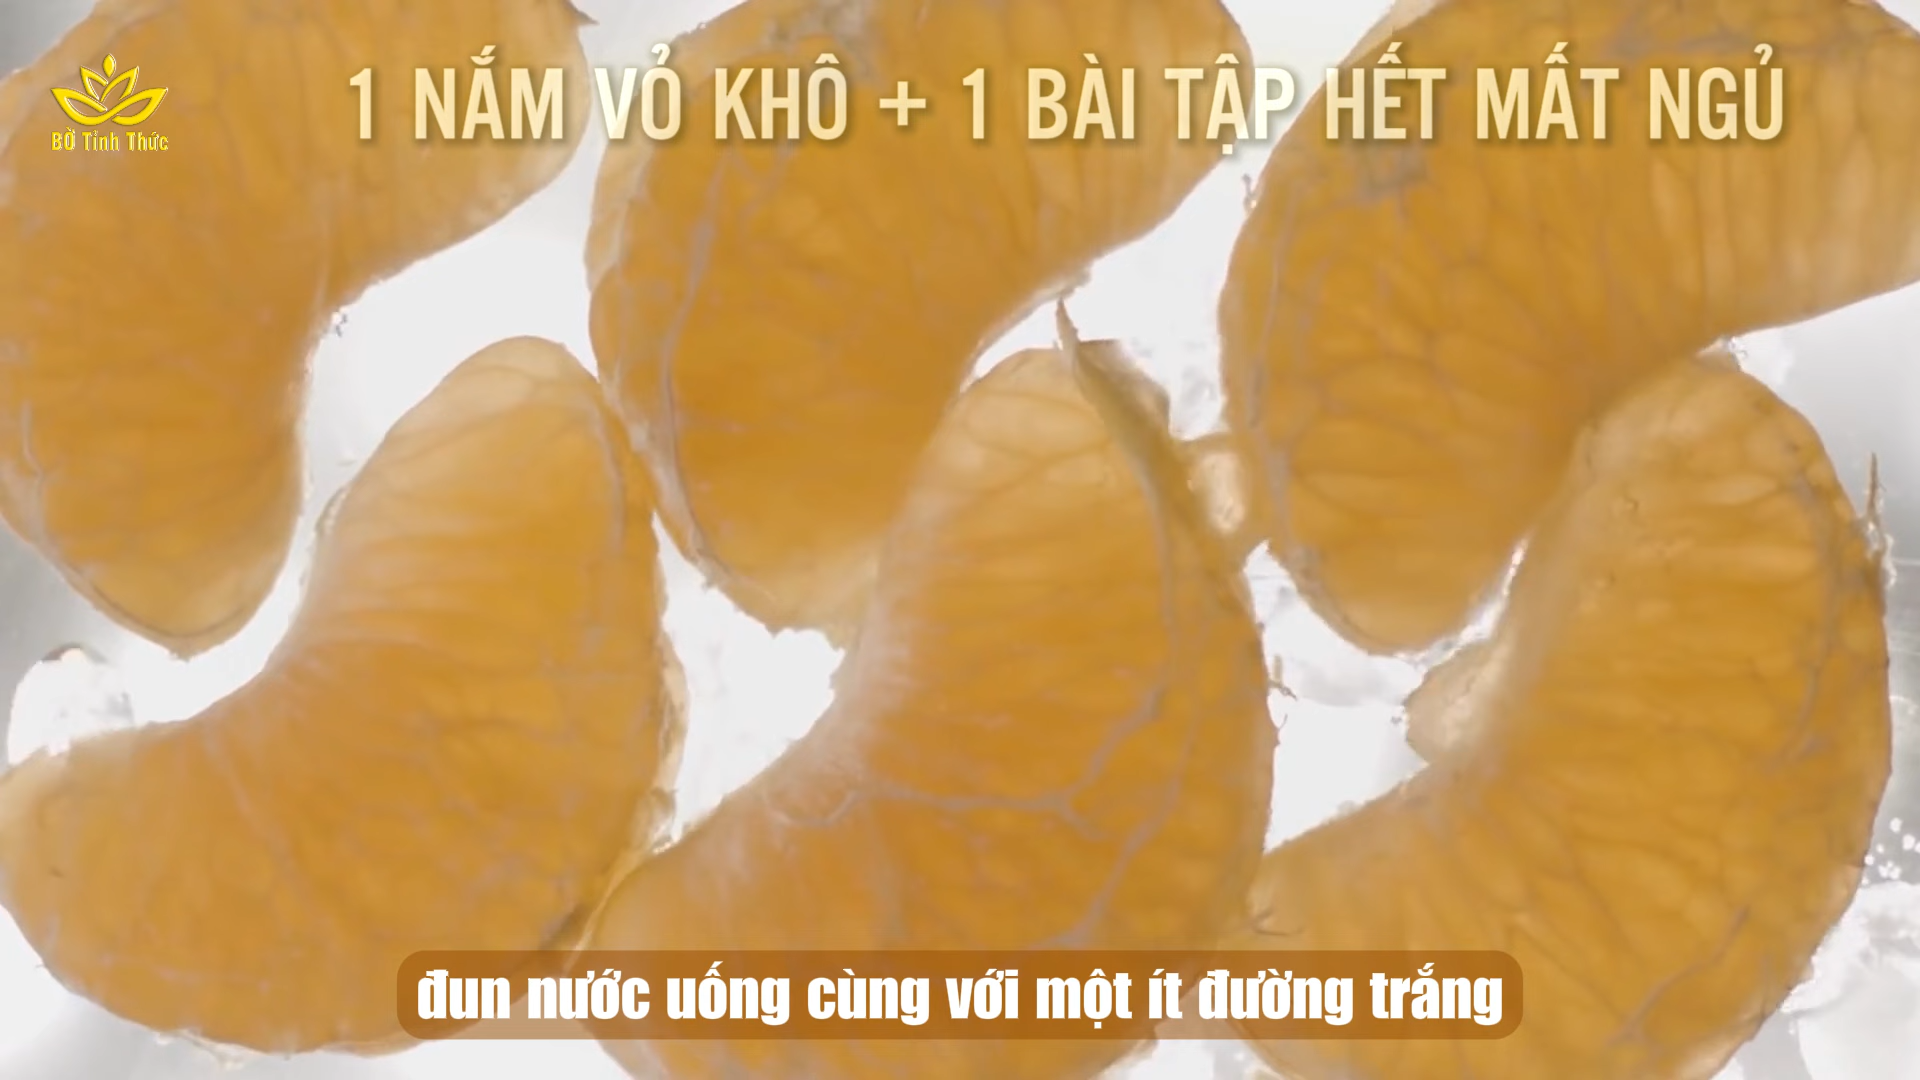 BỜ Tỉnh Thức
1 NẮM VỎ KHÔ + 1 BÀI TẬP HẾT MẤT NGỦ
đun nước uống cùng với một ít đường trắng